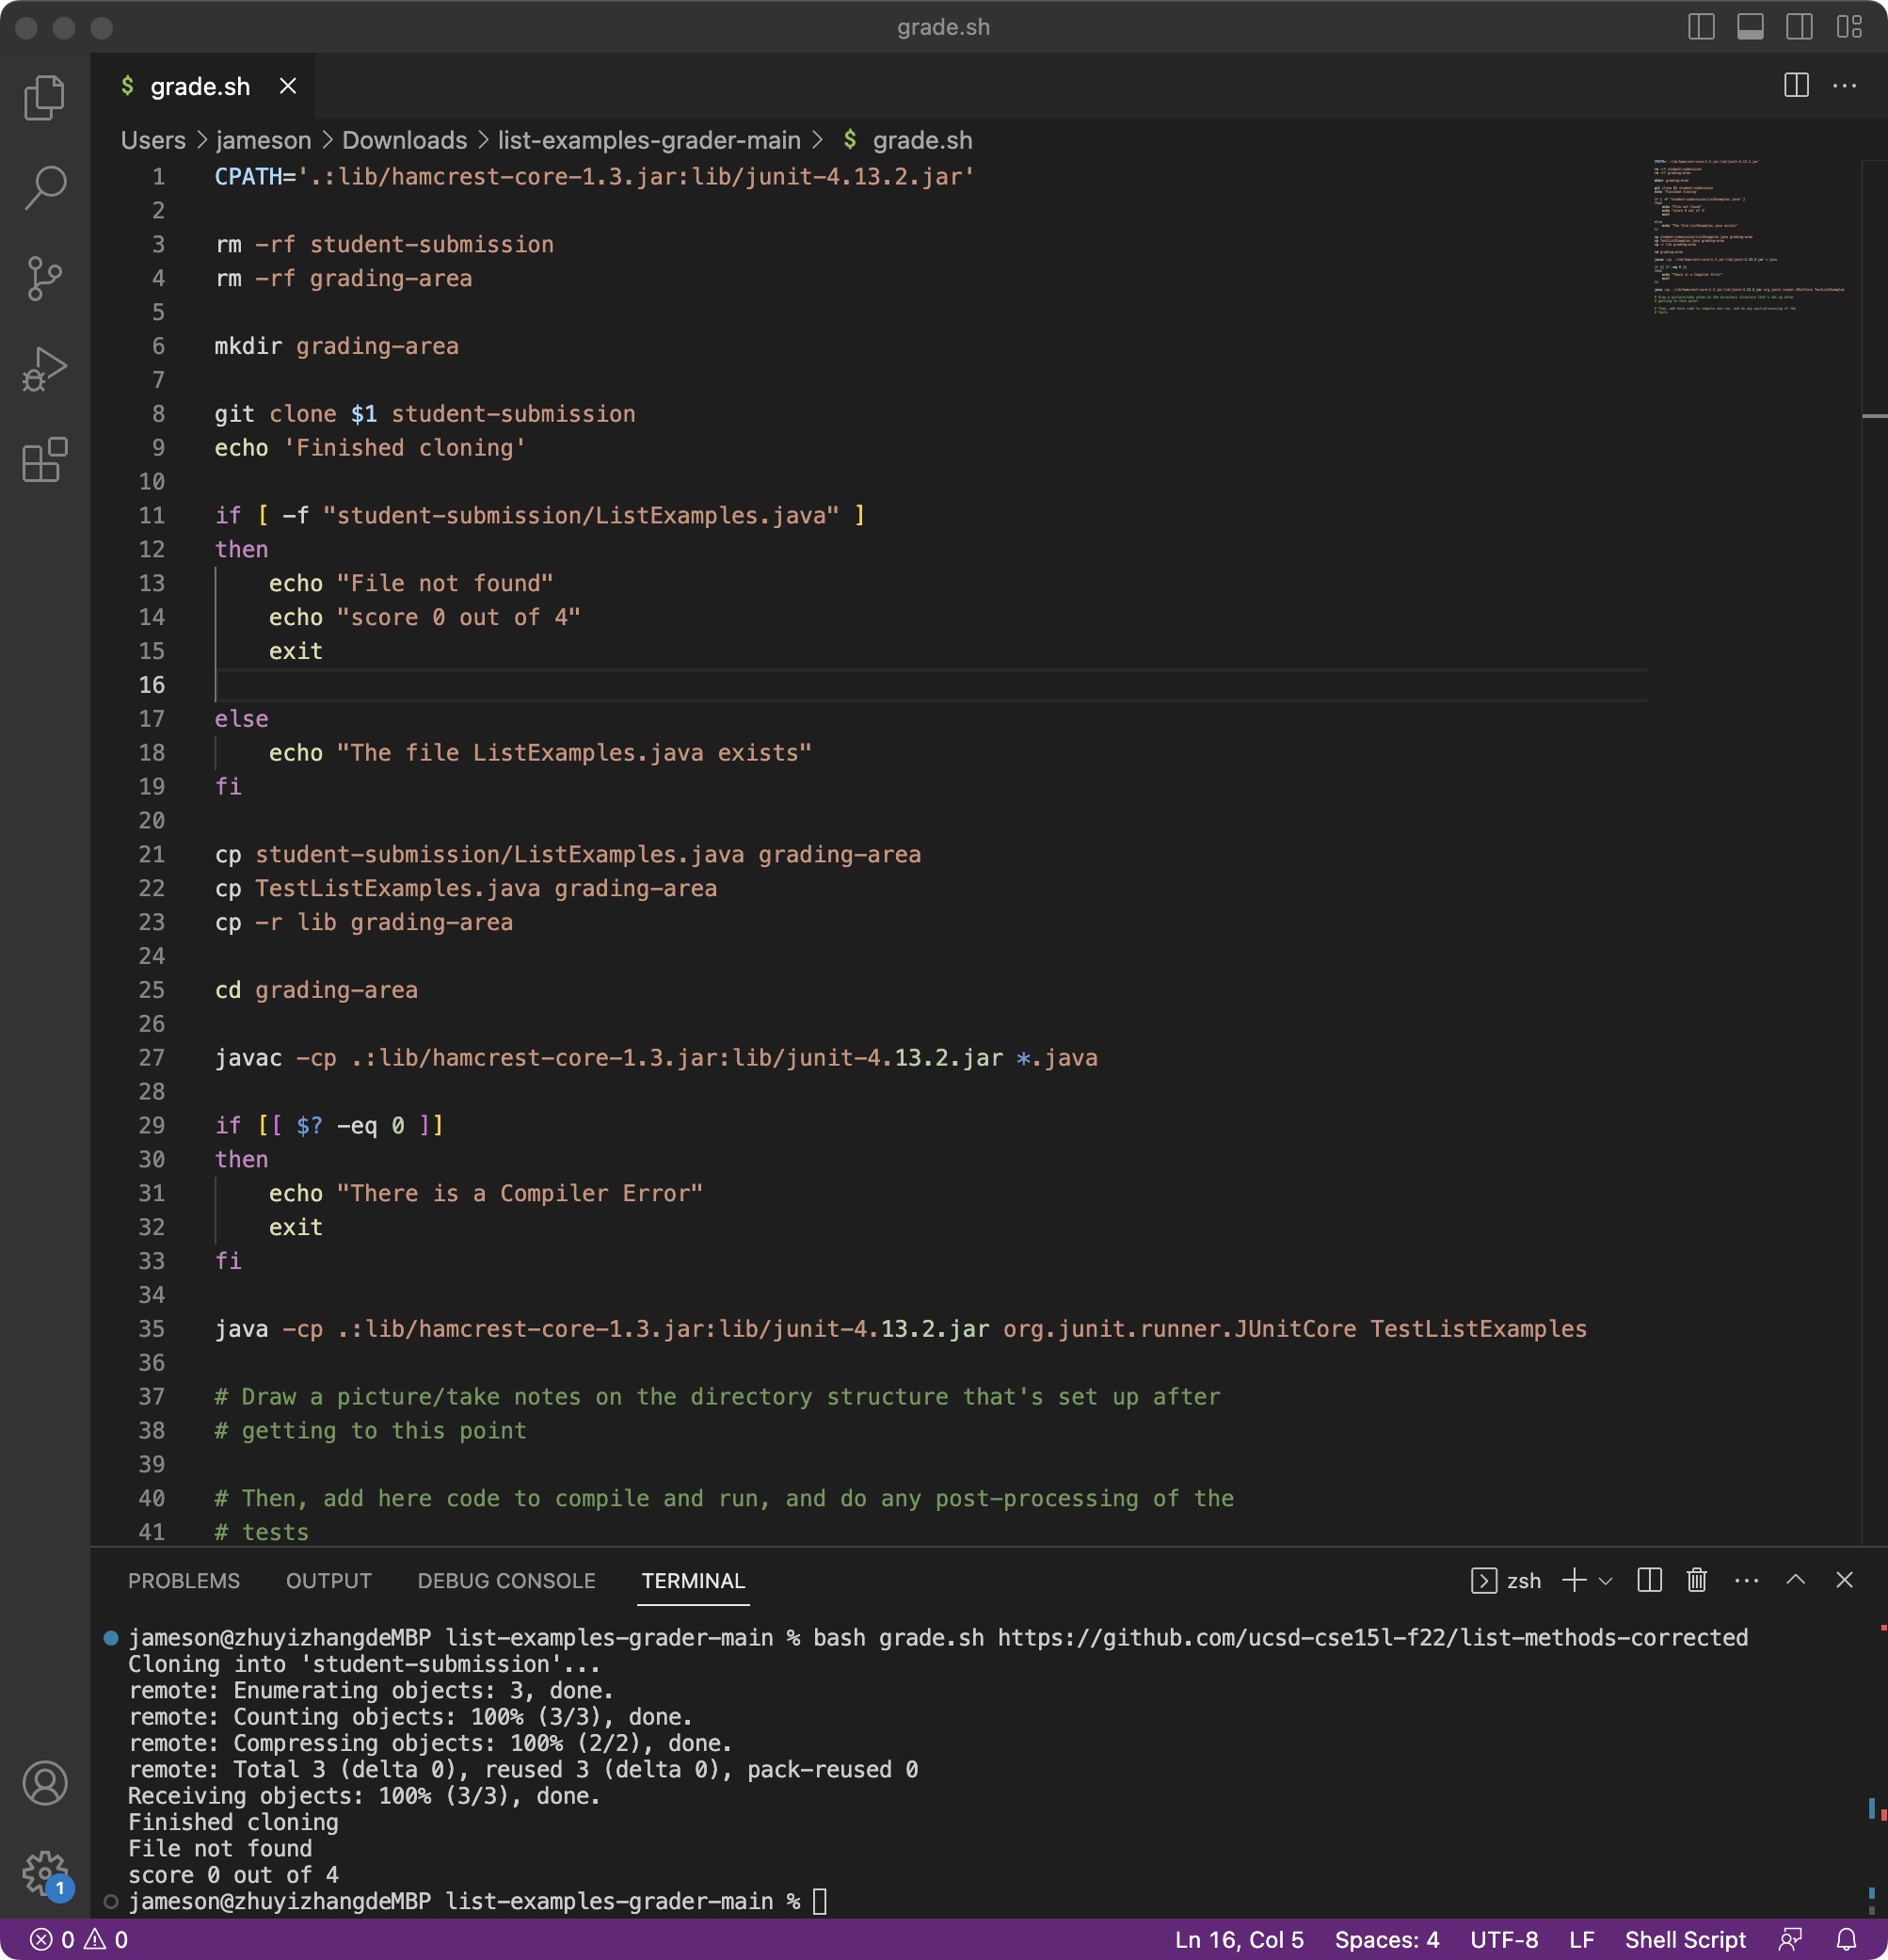 grade.sh
$ grade.sh
Users > jameson > Downloads > list-examples-grader-main > $ grade.sh
1 CPATH='.:lib/hamcrest-core-1.3.jar:lib/junit-4.13.2.jar'
2
3 rm -rf student-submission
4 rm -rf grading-area
5
6 mkdir grading-area
7
8 git clone $1 student-submission
9 echo 'Finished cloning'
10
11 if [ -f "student-submission/ListExamples.java" ]
12 then
13     echo "File not found"
14     echo "score 0 out of 4"
15     exit
16
17 else
18     echo "The file ListExamples.java exists"
19 fi
20
21 cp student-submission/ListExamples.java grading-area
22 cp TestListExamples.java grading-area
23 cp -r lib grading-area
24
25 cd grading-area
26
27 javac -cp .:lib/hamcrest-core-1.3.jar:lib/junit-4.13.2.jar *.java
28
29 if [[ $? -eq 0 ]]
30 then
31     echo "There is a Compiler Error"
32     exit
33 fi
34
35 java -cp .:lib/hamcrest-core-1.3.jar:lib/junit-4.13.2.jar org.junit.runner.JUnitCore TestListExamples
36
37 # Draw a picture/take notes on the directory structure that's set up after
38 # getting to this point
39
40 # Then, add here code to compile and run, and do any post-processing of the
41 # tests
PROBLEMS OUTPUT DEBUG CONSOLE TERMINAL zsh
jameson@zhuyizhangdeMBP list-examples-grader-main % bash grade.sh https://github.com/ucsd-cse15l-f22/list-methods-corrected
Cloning into 'student-submission'...
remote: Enumerating objects: 3, done.
remote: Counting objects: 100% (3/3), done.
remote: Compressing objects: 100% (2/2), done.
remote: Total 3 (delta 0), reused 3 (delta 0), pack-reused 0
Receiving objects: 100% (3/3), done.
Finished cloning
File not found
score 0 out of 4
jameson@zhuyizhangdeMBP list-examples-grader-main %
1
0 0 Ln 16, Col 5 Spaces: 4 UTF-8 LF Shell Script